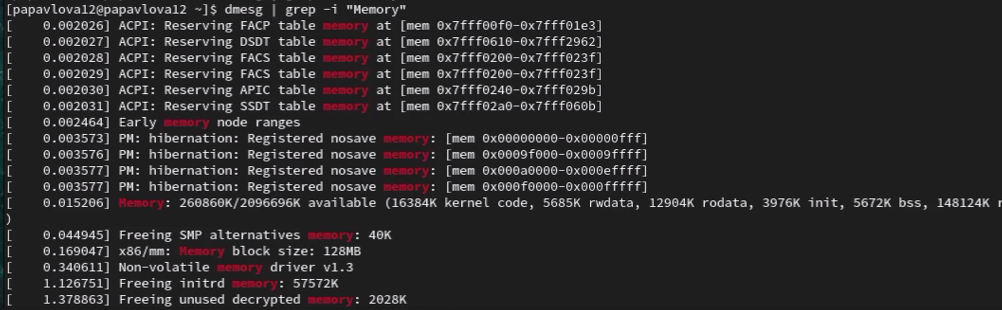 [papavlova12@papavlova12 ~]$ dmesg | grep -i "Memory"
[    0.002026] ACPI: Reserving FACP table memory at [mem 0x7fff00f0-0x7fff01e3]
[    0.002027] ACPI: Reserving DSDT table memory at [mem 0x7fff0610-0x7fff2962]
[    0.002028] ACPI: Reserving FACS table memory at [mem 0x7fff0200-0x7fff023f]
[    0.002029] ACPI: Reserving FACS table memory at [mem 0x7fff0200-0x7fff023f]
[    0.002030] ACPI: Reserving APIC table memory at [mem 0x7fff0240-0x7fff029b]
[    0.002031] ACPI: Reserving SSDT table memory at [mem 0x7fff02a0-0x7fff060b]
[    0.002464] Early memory node ranges
[    0.003573] PM: hibernation: Registered nosave memory: [mem 0x00000000-0x00000fff]
[    0.003576] PM: hibernation: Registered nosave memory: [mem 0x0009f000-0x0009ffff]
[    0.003577] PM: hibernation: Registered nosave memory: [mem 0x000a0000-0x000effff]
[    0.003577] PM: hibernation: Registered nosave memory: [mem 0x000f0000-0x000fffff]
[    0.015206] Memory: 260860K/2096696K available (16384K kernel code, 5685K rwdata, 12904K rodata, 3976K init, 5672K bss, 148124K r
)
[    0.044945] Freeing SMP alternatives memory: 40K
[    0.169047] x86/mm: Memory block size: 128MB
[    0.340611] Non-volatile memory driver v1.3
[    1.126751] Freeing initrd memory: 57572K
[    1.378863] Freeing unused decrypted memory: 2028K